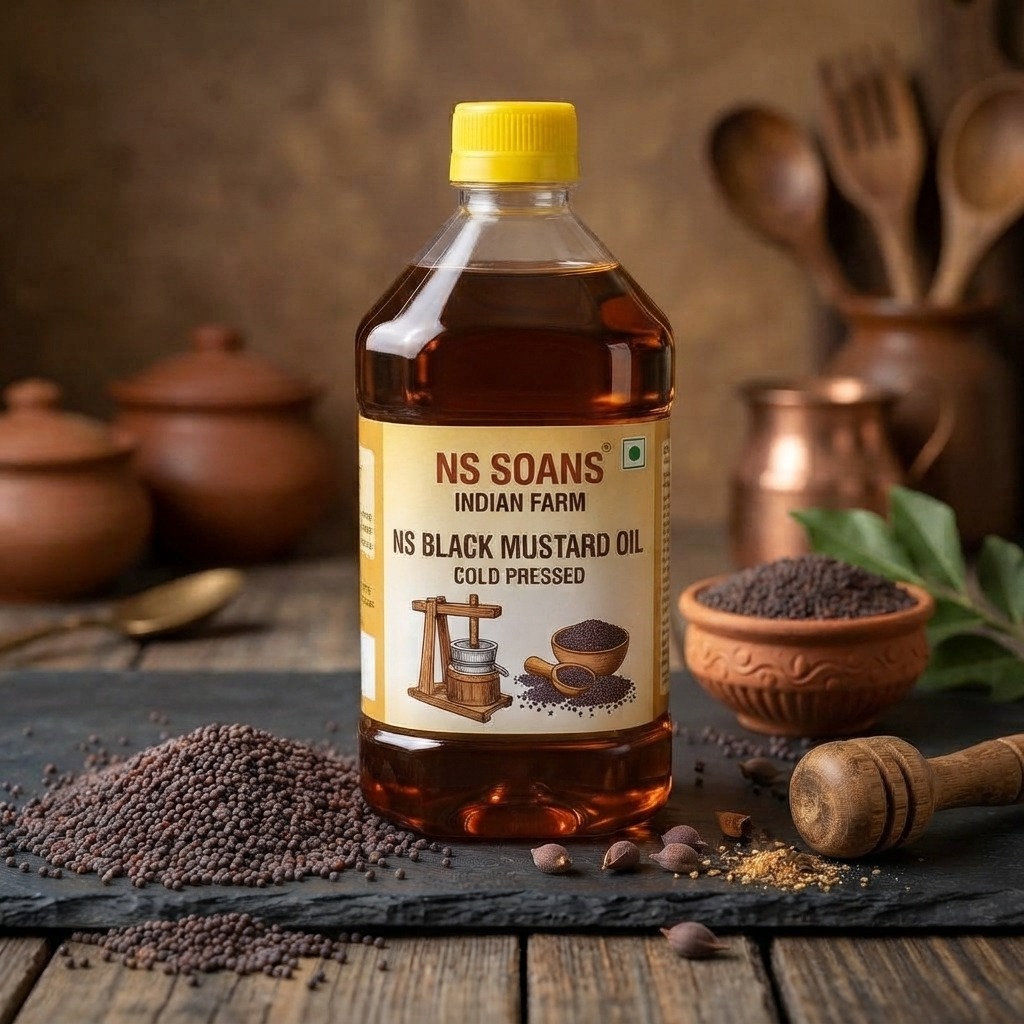 NS SOANS®
INDIAN FARM
NS BLACK MUSTARD OIL
COLD PRESSED